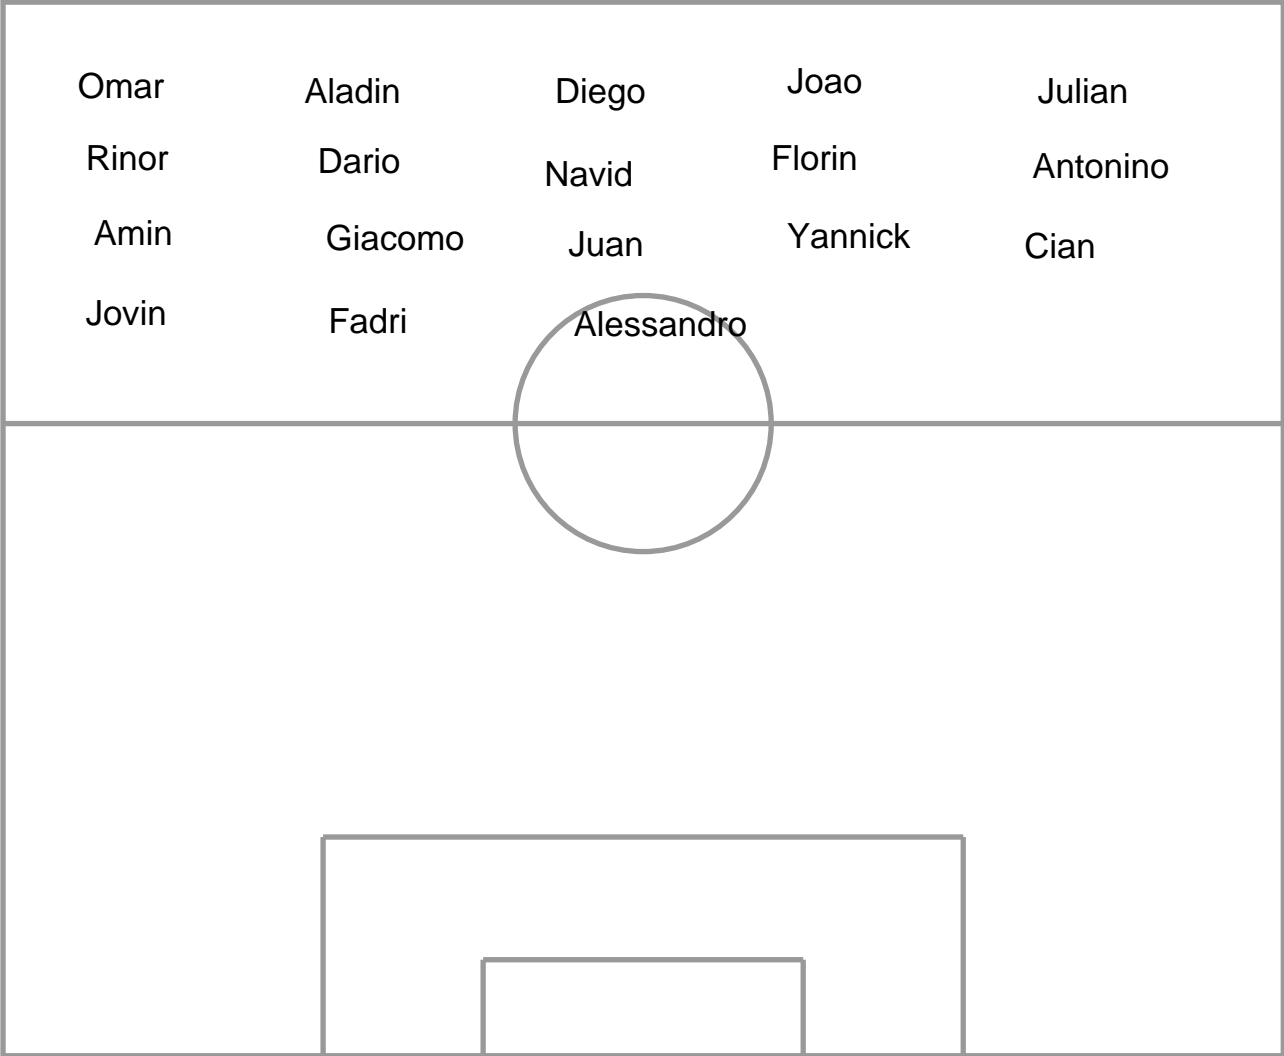 Omar Aladin Diego Joao Julian
Rinor Dario Navid Florin Antonino
Amin Giacomo Juan Yannick Cian
Jovin Fadri Alessandro